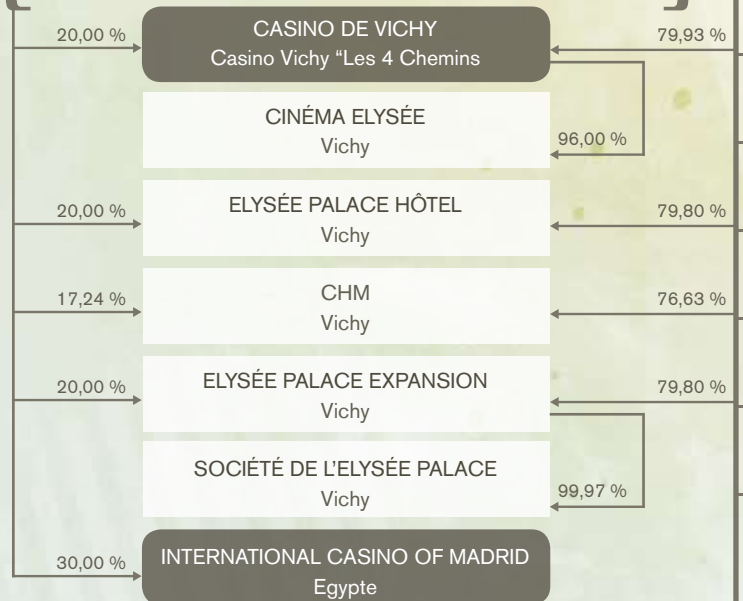 20,00 %
CASINO DE VICHY
Casino Vichy “Les 4 Chemins
79,93 %
CINÉMA ELYSÉE
Vichy
96,00 %
20,00 %
ELYSÉE PALACE HÔTEL
Vichy
79,80 %
17,24 %
CHM
Vichy
76,63 %
20,00 %
ELYSÉE PALACE EXPANSION
Vichy
79,80 %
SOCIÉTÉ DE L’ELYSÉE PALACE
Vichy
99,97 %
30,00 %
INTERNATIONAL CASINO OF MADRID
Egypte